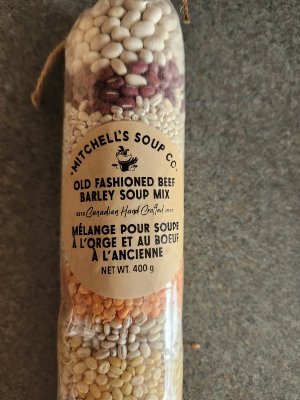 MITCHELL'S SOUP CO.
OLD FASHIONED BEEF
BARLEY SOUP MIX
Canadian Hand Crafted
MÉLANGE POUR SOUPE
À L'ORGE ET AU BOEUF
À L'ANCIENNE
NET WT. 400 g